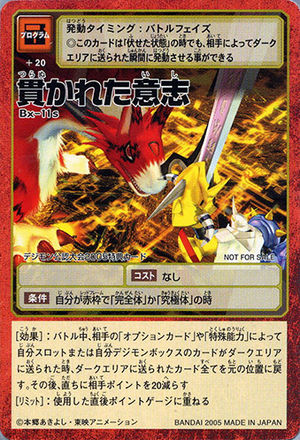 プログラム
+20
発動タイミング：バトルフェイズ
◎このカードは「伏せた状態」の時でも、相手によってダーク
エリアに送られた瞬間に発動させる事ができる
つらぬ いし
貫かれた意志
Bx-11s
デジモン公認大会2005特典カード
NOT FOR SALE
コスト なし
条件 自分が赤枠で「完全体」か「究極体」の時
[効果]：バトル中、相手の「オプションカード」や「特殊能力」によって
自分スロットまたは自分デジモンボックスのカードがダークエリア
に送られた時、ダークエリアに送られたカード全てを元の位置に戻
す。その後、直ちに相手ポイントを20減らす
[リミット]：使用した直後ポイントゲージに重ねる
©本郷あきよし・東映アニメーション
BANDAI 2005 MADE IN JAPAN